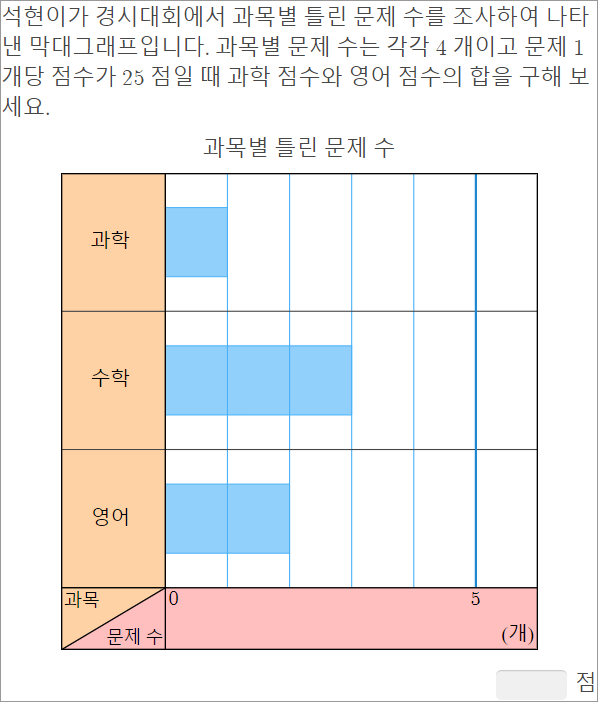 석현이가 경시대회에서 과목별 틀린 문제 수를 조사하여 나타
낸 막대그래프입니다. 과목별 문제 수는 각각 4 개이고 문제 1
개당 점수가 25 점일 때 과학 점수와 영어 점수의 합을 구해 보
세요.
과목별 틀린 문제 수
과학
수학
영어
과목
문제 수
0
5
(개)
점